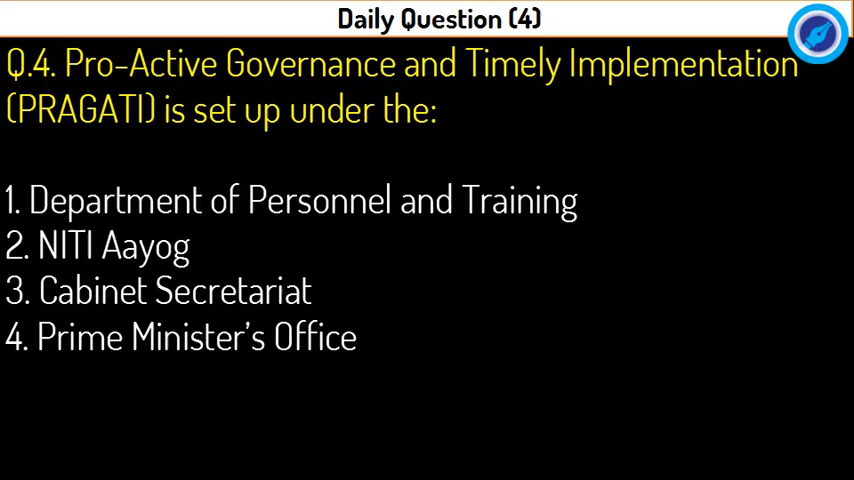 Daily Question (4)
Q.4. Pro-Active Governance and Timely Implementation
(PRAGATI) is set up under the:
1. Department of Personnel and Training
2. NITI Aayog
3. Cabinet Secretariat
4. Prime Minister's Office